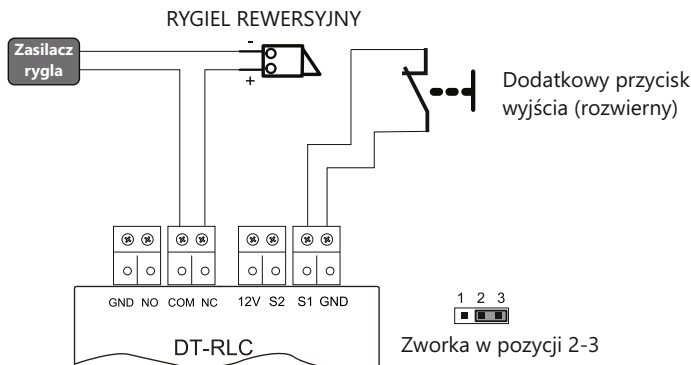 RYGIEL REWERSYJNY
Zasilacz
rygla
-
+
Dodatkowy przycisk
wyjścia (rozwierny)
GND NO COM NC 12V S2 S1 GND
1 2 3
DT-RLC
Zworka w pozycji 2-3